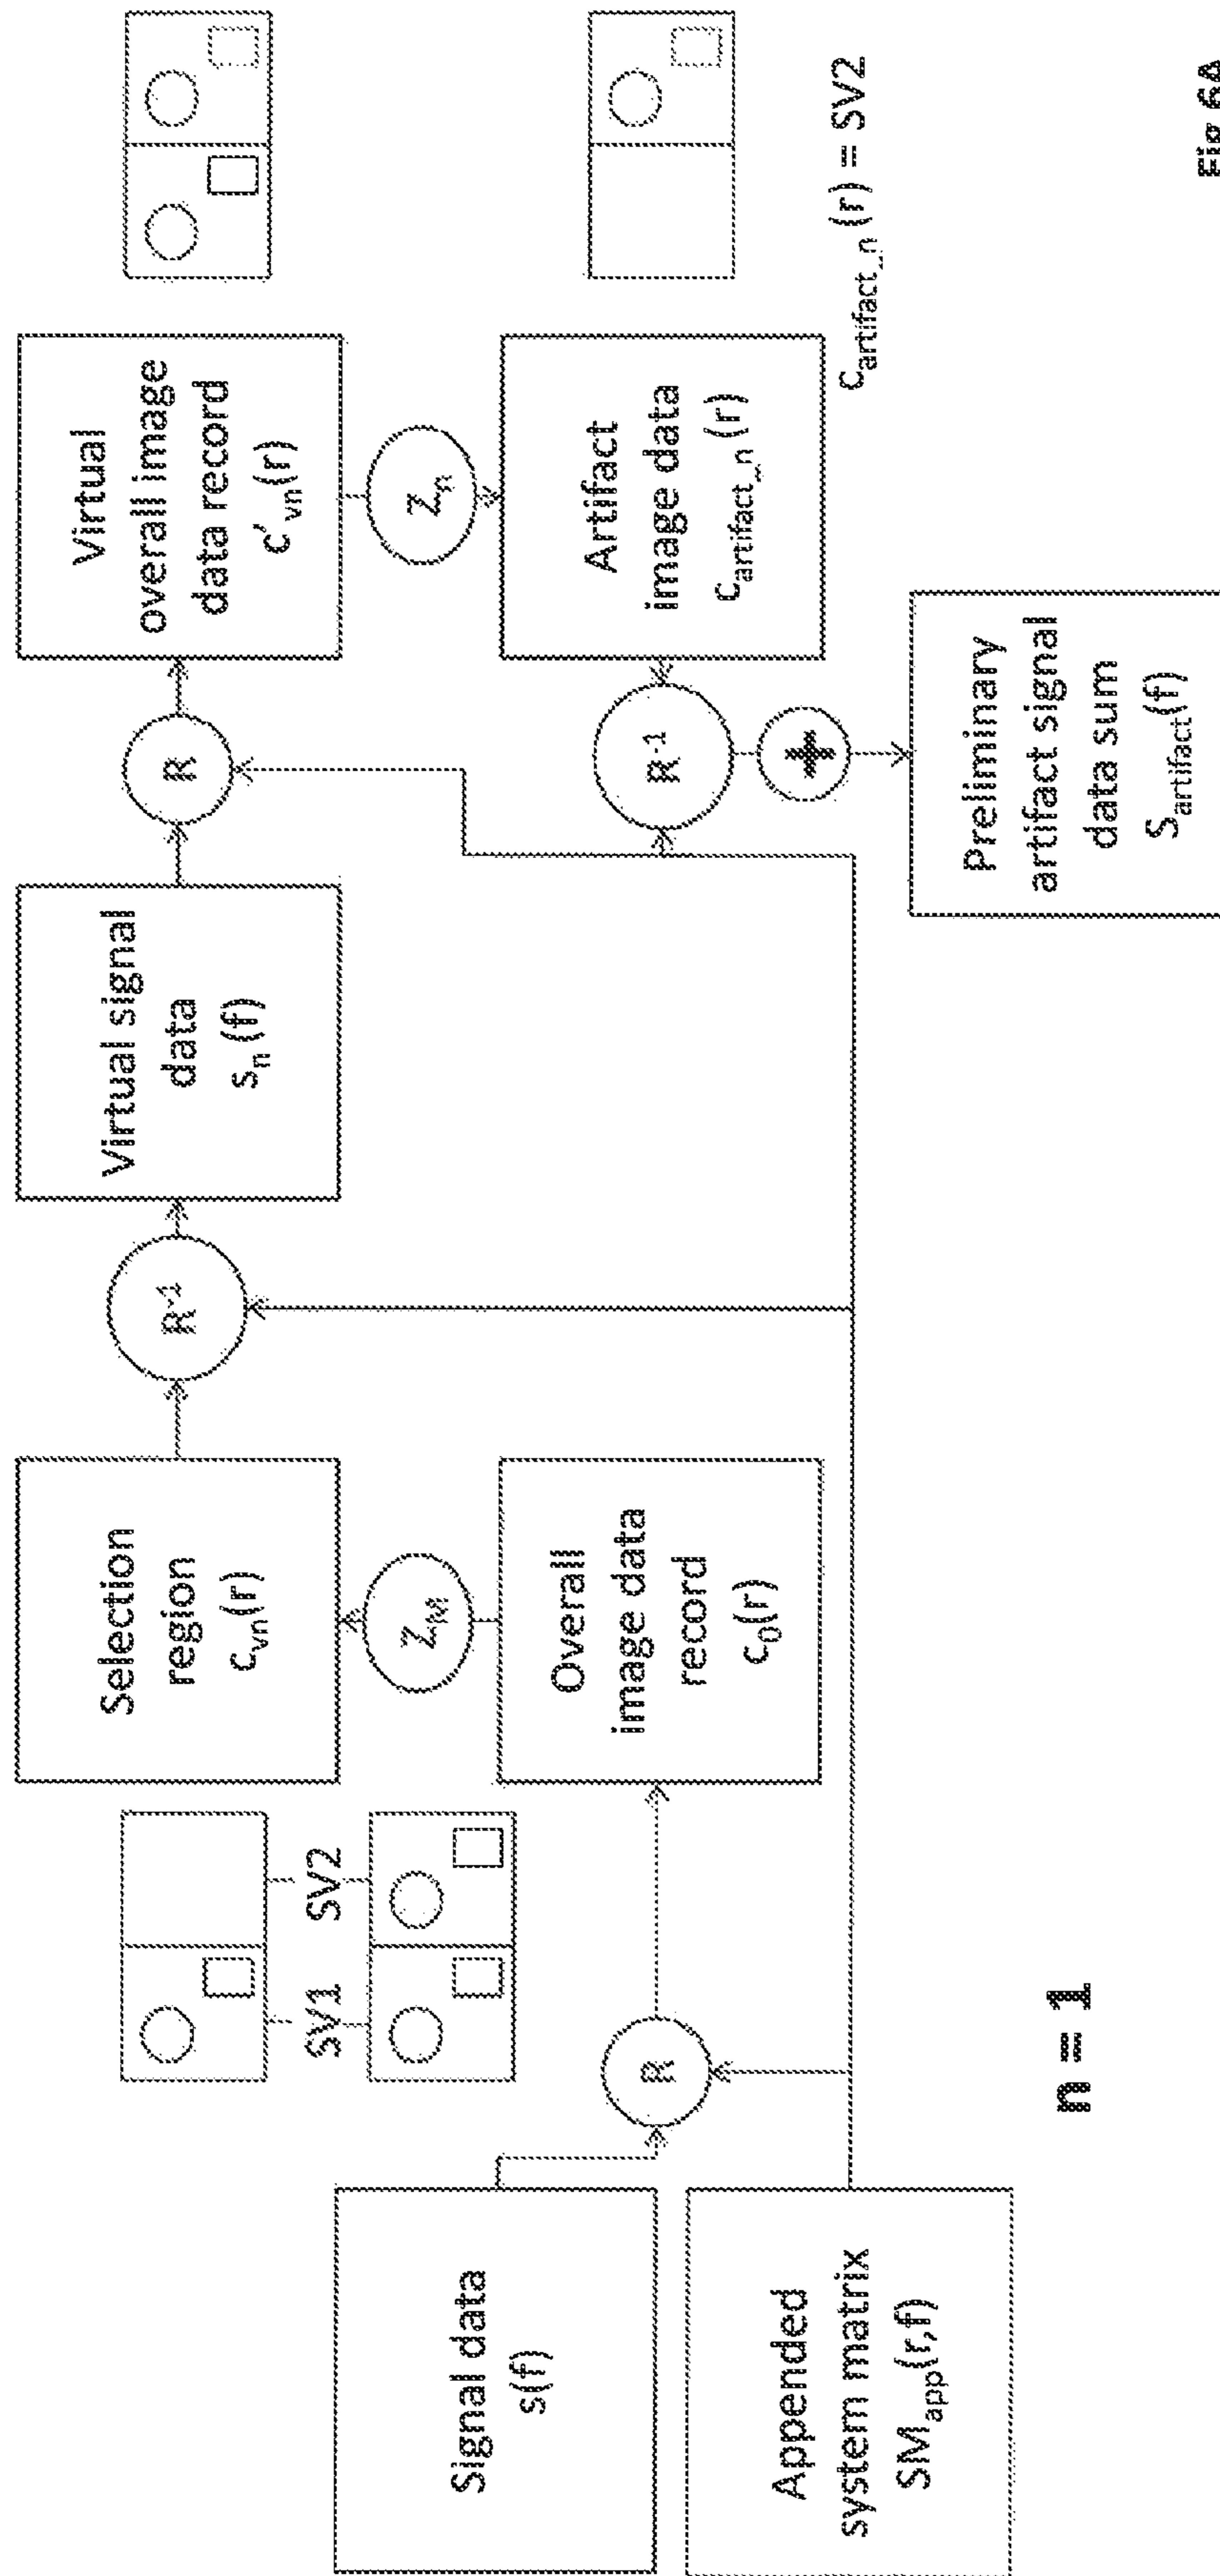 Signal data
s(f)
Appended
system matrix
SM_app(r,f)
R
SV1
SV2
Overall
image data
record
c_0(r)
Z_M
Selection
region
c_vn(r)
R^-1
Virtual signal
data
s_n(f)
R
Virtual
overall image
data record
c'_vn(r)
Z_n
Artifact
image data
c_artifact_n(r)
R^-1
+
Preliminary
artifact signal
data sum
S_artifact(f)
c_artifact_n(r) = SV2
n = 1
Fig 6A